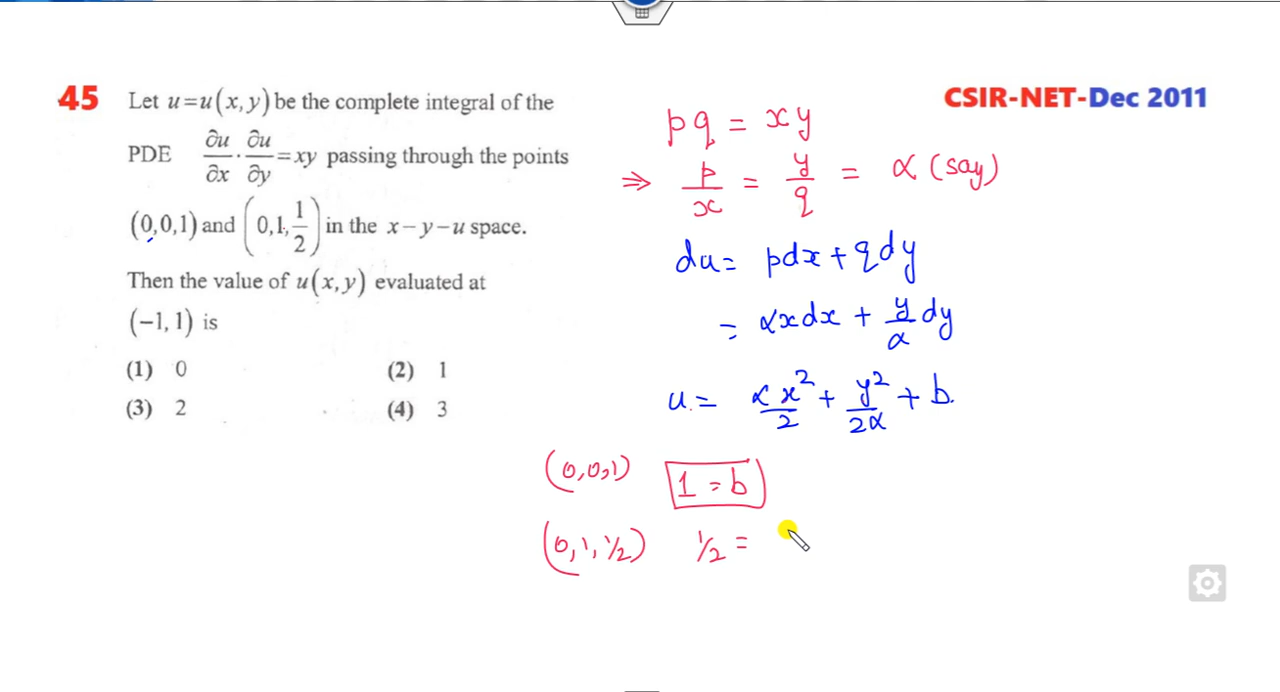 45 Let u=u(x,y) be the complete integral of the
PDE ∂u/∂x · ∂u/∂y = xy passing through the points
(0,0,1) and (0,1,1/2) in the x−y−u space.
Then the value of u(x,y) evaluated at
(−1,1) is
(1) 0 (2) 1
(3) 2 (4) 3
CSIR-NET-Dec 2011
pq = xy
⇒ p/x = y/q = α (say)
du = pdx + qdy
= αxdx + y/α dy
u = αx²/2 + y²/2α + b.
(0,0,1) 1 = b
(0,1,1/2) 1/2 =